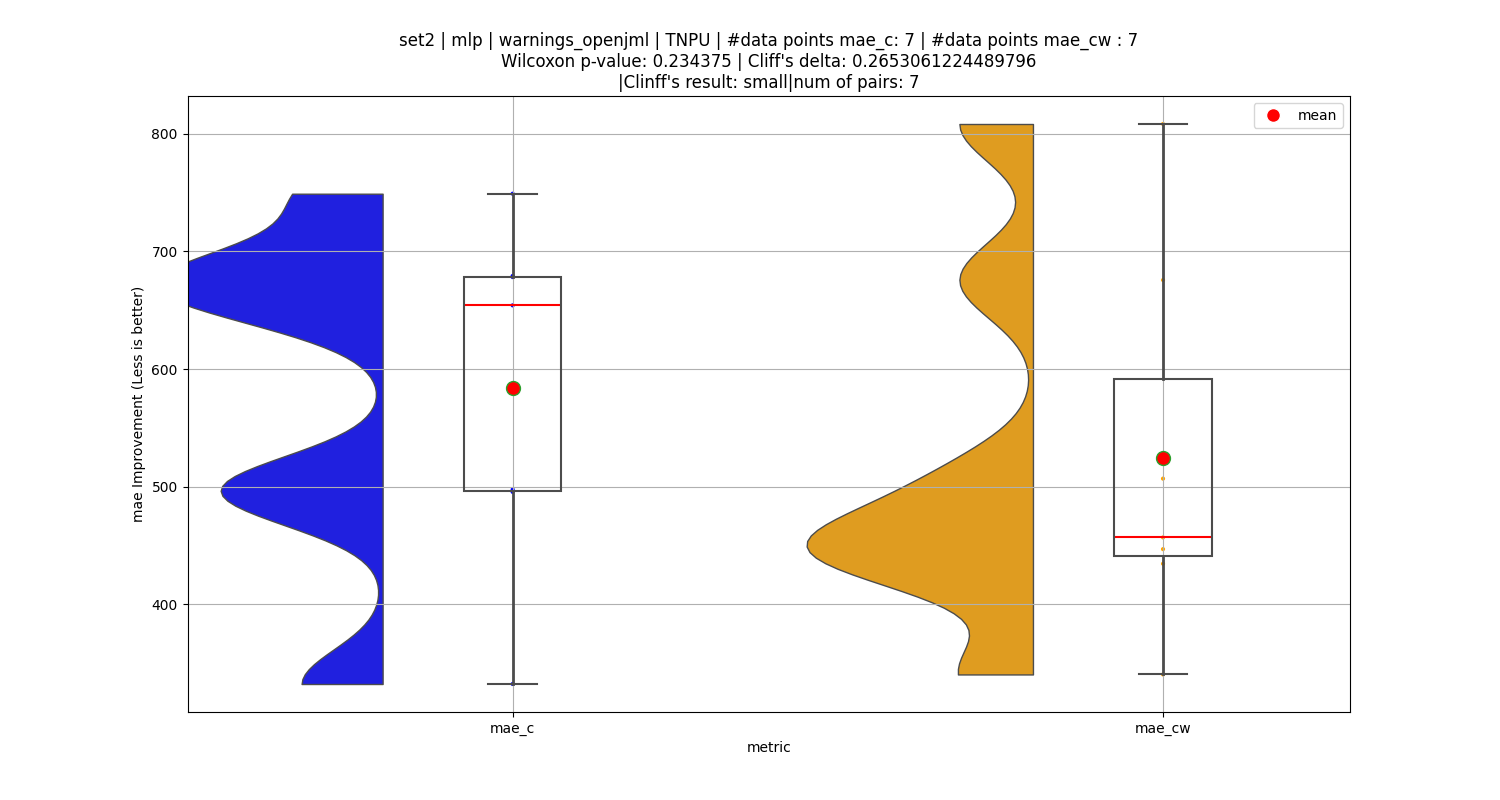 set2 | mlp | warnings_openjml | TNPU | #data points mae_c: 7 | #data points mae_cw : 7
Wilcoxon p-value: 0.234375 | Cliff's delta: 0.2653061224489796
|Clinff's result: small|num of pairs: 7
mean
800
700
600
500
400
mae Improvement (Less is better)
mae_c
mae_cw
metric